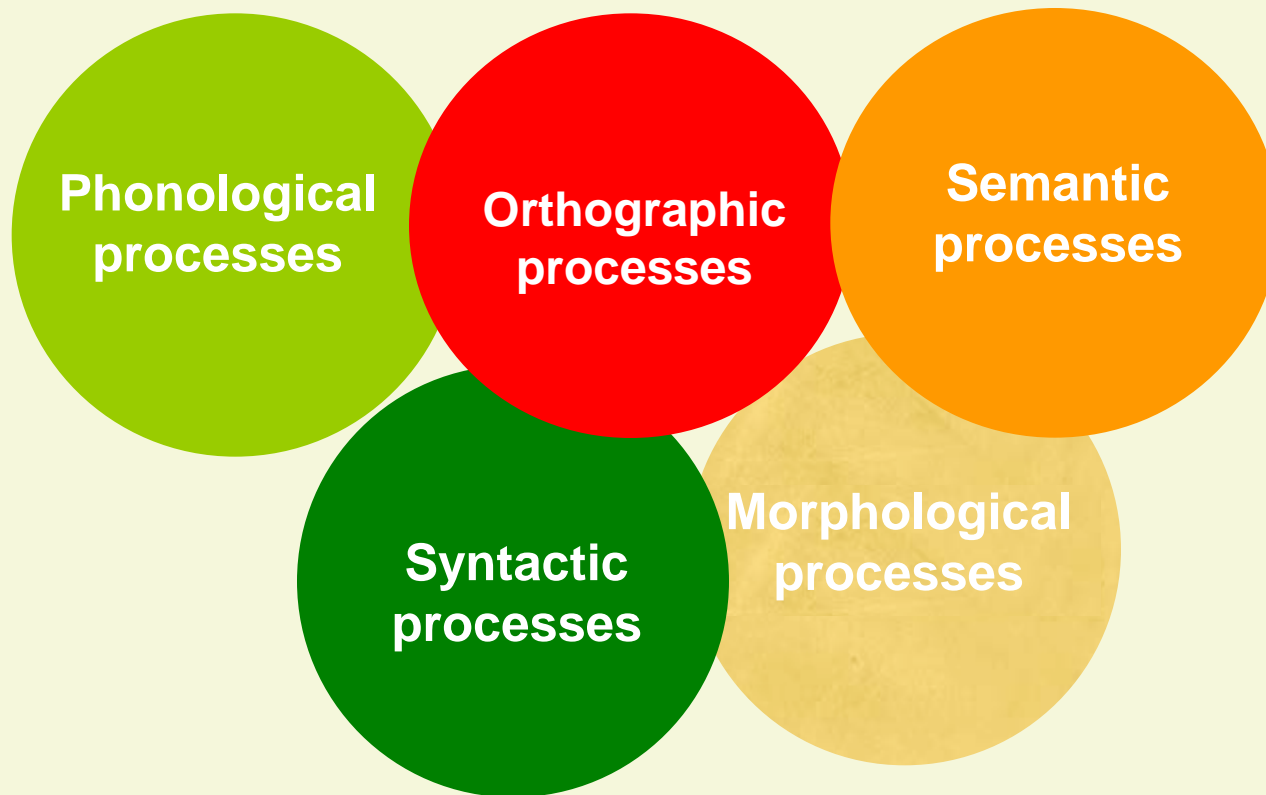 Phonological
processes
Orthographic
processes
Semantic
processes
Syntactic
processes
Morphological
processes